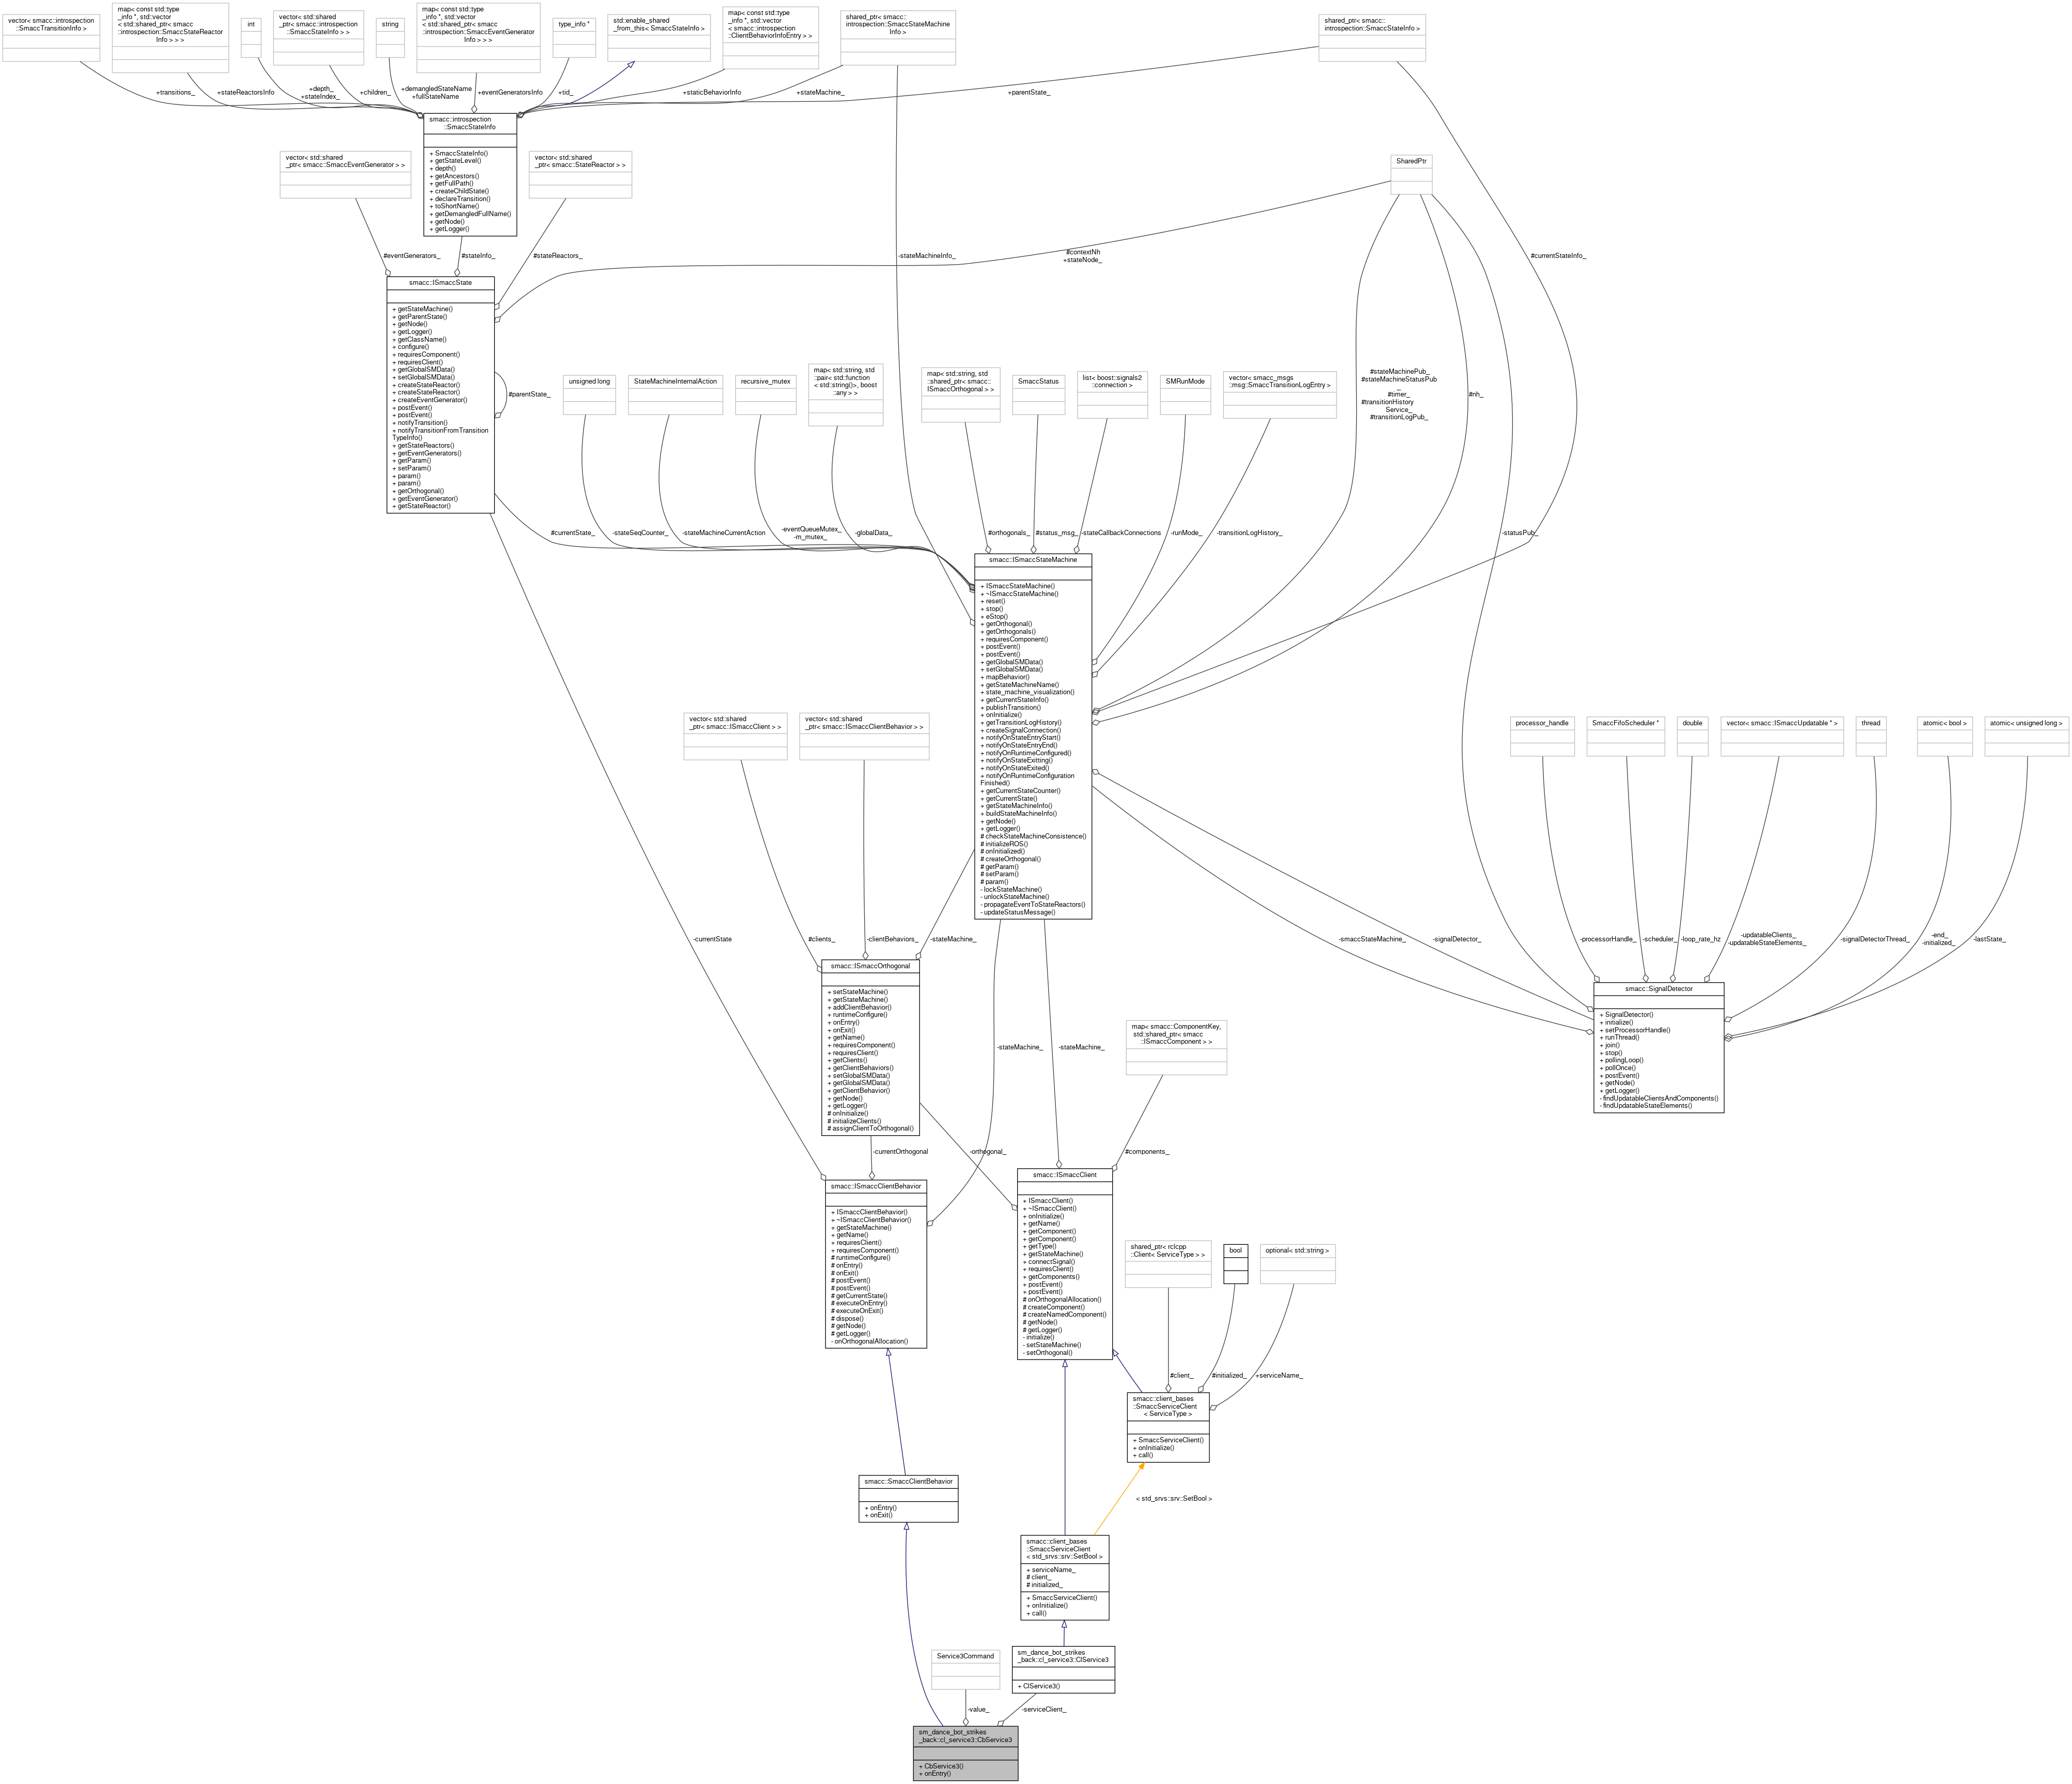 vector< smacc::introspection
::SmaccTransitionInfo >
map< const std::type
_info *, std::vector
< std::shared_ptr< smacc
::introspection::SmaccStateReactor
Info > > >
int
vector< std::shared
_ptr< smacc::introspection
::SmaccStateInfo > >
string
map< const std::type
_info *, std::vector
< std::shared_ptr< smacc
::introspection::SmaccEventGenerator
Info > > >
type_info *
std::enable_shared
_from_this< SmaccStateInfo >
map< const std::type
_info *, std::vector
< smacc::introspection
::ClientBehaviorInfoEntry > >
shared_ptr< smacc::
introspection::SmaccStateMachine
Info >
shared_ptr< smacc::
introspection::SmaccStateInfo >
+transitions_
+stateReactorsInfo
+depth_
+stateIndex_
+children_
+demangledStateName
+fullStateName
+eventGeneratorsInfo
+tid_
+staticBehaviorInfo
+stateMachine_
+parentState_
smacc::introspection
::SmaccStateInfo
+ SmaccStateInfo()
+ getStateLevel()
+ depth()
+ getAncestors()
+ getFullPath()
+ createChildState()
+ declareTransition()
+ toShortName()
+ getDemangledFullName()
+ getNode()
+ getLogger()
vector< std::shared
_ptr< smacc::SmaccEventGenerator > >
vector< std::shared
_ptr< smacc::StateReactor > >
SharedPtr
#eventGenerators_
#stateInfo_
#stateReactors_
#contextNh
+stateNode_
-stateMachineInfo_
#currentStateInfo_
smacc::ISmaccState
+ getStateMachine()
+ getParentState()
+ getNode()
+ getLogger()
+ getClassName()
+ configure()
+ requiresComponent()
+ requiresClient()
+ getGlobalSMData()
+ setGlobalSMData()
+ createStateReactor()
+ createStateReactor()
+ createEventGenerator()
+ postEvent()
+ postEvent()
+ notifyTransition()
+ notifyTransitionFromTransition
TypeInfo()
+ getStateReactors()
+ getEventGenerators()
+ getParam()
+ setParam()
+ param()
+ param()
+ getOrthogonal()
+ getEventGenerator()
+ getStateReactor()
#parentState_
unsigned long
StateMachineInternalAction
recursive_mutex
map< std::string, std
::pair< std::function
< std::string()>, boost
::any > >
map< std::string, std
::shared_ptr< smacc::
ISmaccOrthogonal > >
SmaccStatus
list< boost::signals2
::connection >
SMRunMode
vector< smacc_msgs
::msg::SmaccTransitionLogEntry >
#stateMachinePub_
#stateMachineStatusPub
_
#timer_
#transitionHistory
Service_
#transitionLogPub_
#nh_
#currentState_
-stateSeqCounter_
-stateMachineCurrentAction
-eventQueueMutex_
-m_mutex_
-globalData_
#orthogonals_
#status_msg_
-stateCallbackConnections
-runMode_
-transitionLogHistory_
-statusPub_
smacc::ISmaccStateMachine
+ ISmaccStateMachine()
+ ~ISmaccStateMachine()
+ reset()
+ stop()
+ eStop()
+ getOrthogonal()
+ getOrthogonals()
+ requiresComponent()
+ postEvent()
+ postEvent()
+ getGlobalSMData()
+ setGlobalSMData()
+ mapBehavior()
+ getStateMachineName()
+ state_machine_visualization()
+ getCurrentStateInfo()
+ publishTransition()
+ onInitialize()
+ getTransitionLogHistory()
+ createSignalConnection()
+ notifyOnStateEntryStart()
+ notifyOnStateEntryEnd()
+ notifyOnRuntimeConfigured()
+ notifyOnStateExitting()
+ notifyOnStateExited()
+ notifyOnRuntimeConfiguration
Finished()
+ getCurrentStateCounter()
+ getCurrentState()
+ getStateMachineInfo()
+ buildStateMachineInfo()
+ getNode()
+ getLogger()
# checkStateMachineConsistence()
# initializeROS()
# onInitialized()
# createOrthogonal()
# getParam()
# setParam()
# param()
- lockStateMachine()
- unlockStateMachine()
- propagateEventToStateReactors()
- updateStatusMessage()
vector< std::shared
_ptr< smacc::ISmaccClient > >
vector< std::shared
_ptr< smacc::ISmaccClientBehavior > >
processor_handle
SmaccFifoScheduler *
double
vector< smacc::ISmaccUpdatable * >
thread
atomic< bool >
atomic< unsigned long >
-currentState
#clients_
-clientBehaviors_
-stateMachine_
-smaccStateMachine_
-signalDetector_
-processorHandle_
-scheduler_
-loop_rate_hz
-updatableClients_
-updatableStateElements_
-signalDetectorThread_
-end_
-initialized_
-lastState_
smacc::ISmaccOrthogonal
+ setStateMachine()
+ getStateMachine()
+ addClientBehavior()
+ runtimeConfigure()
+ onEntry()
+ onExit()
+ getName()
+ requiresComponent()
+ requiresClient()
+ getClients()
+ getClientBehaviors()
+ setGlobalSMData()
+ getGlobalSMData()
+ getClientBehavior()
+ getNode()
+ getLogger()
# onInitialize()
# initializeClients()
# assignClientToOrthogonal()
smacc::SignalDetector
+ SignalDetector()
+ initialize()
+ setProcessorHandle()
+ runThread()
+ join()
+ stop()
+ pollingLoop()
+ pollOnce()
+ postEvent()
+ getNode()
+ getLogger()
- findUpdatableClientsAndComponents()
- findUpdatableStateElements()
-stateMachine_
-stateMachine_
map< smacc::ComponentKey,
std::shared_ptr< smacc
::ISmaccComponent > >
-currentOrthogonal
-orthogonal_
#components_
smacc::ISmaccClientBehavior
+ ISmaccClientBehavior()
+ ~ISmaccClientBehavior()
+ getStateMachine()
+ getName()
+ requiresClient()
+ requiresComponent()
# runtimeConfigure()
# onEntry()
# onExit()
# postEvent()
# postEvent()
# getCurrentState()
# executeOnEntry()
# executeOnExit()
# dispose()
# getNode()
# getLogger()
- onOrthogonalAllocation()
smacc::ISmaccClient
+ ISmaccClient()
+ ~ISmaccClient()
+ onInitialize()
+ getName()
+ getComponent()
+ getComponent()
+ getType()
+ getStateMachine()
+ connectSignal()
+ requiresClient()
+ getComponents()
+ postEvent()
+ postEvent()
# onOrthogonalAllocation()
# createComponent()
# createNamedComponent()
# getNode()
# getLogger()
- initialize()
- setStateMachine()
- setOrthogonal()
shared_ptr< rclcpp
::Client< ServiceType > >
bool
optional< std::string >
#client_
#initialized_
+serviceName_
smacc::client_bases
::SmaccServiceClient
< ServiceType >
+ SmaccServiceClient()
+ onInitialize()
+ call()
smacc::SmaccClientBehavior
+ onEntry()
+ onExit()
< std_srvs::srv::SetBool >
smacc::client_bases
::SmaccServiceClient
< std_srvs::srv::SetBool >
+ serviceName_
# client_
# initialized_
+ SmaccServiceClient()
+ onInitialize()
+ call()
Service3Command
sm_dance_bot_strikes
_back::cl_service3::ClService3
+ ClService3()
-value_
-serviceClient_
sm_dance_bot_strikes
_back::cl_service3::CbService3
+ CbService3()
+ onEntry()